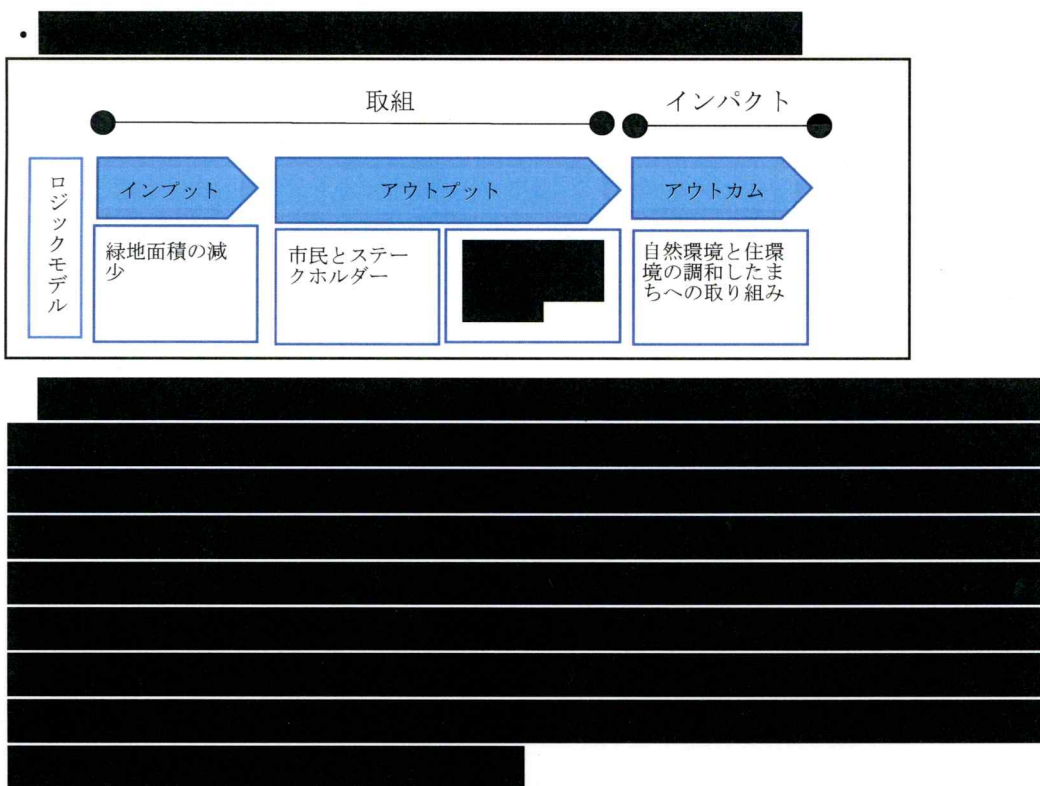 取組
インパクト
ロジックモデル
インプット
アウトプット
アウトカム
緑地面積の減
少
市民とステー
クホルダー
自然環境と住環
境の調和したま
ちへの取り組み